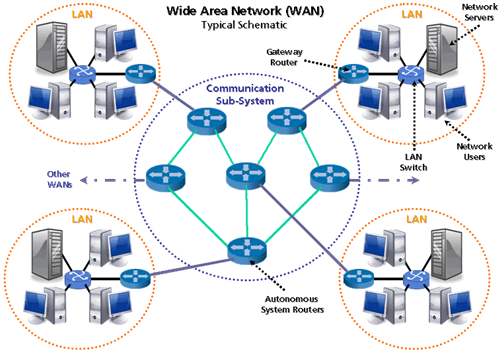 Wide Area Network (WAN)
Typical Schematic
LAN
LAN
Network
Servers
Gateway
Router
Communication
Sub-System
LAN
Switch
Network
Users
Other
WANs
LAN
LAN
Autonomous
System Routers